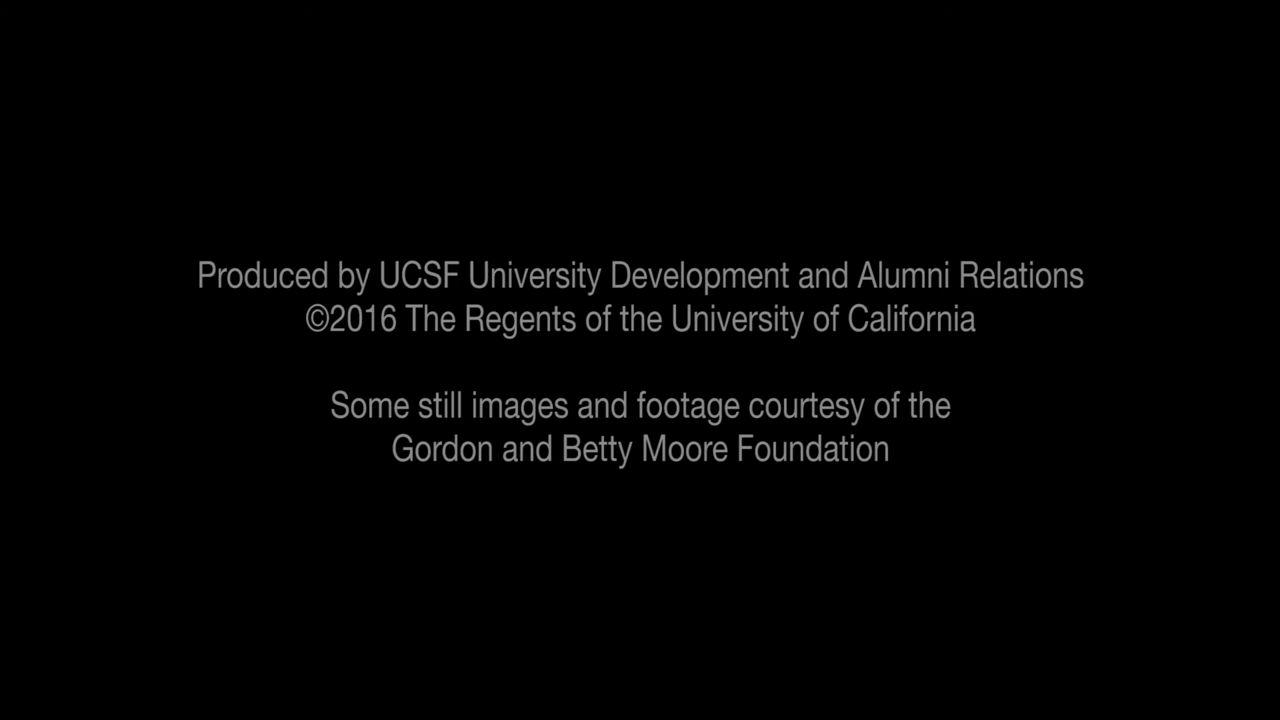 Produced by UCSF University Development and Alumni Relations
©2016 The Regents of the University of California
Some still images and footage courtesy of the
Gordon and Betty Moore Foundation